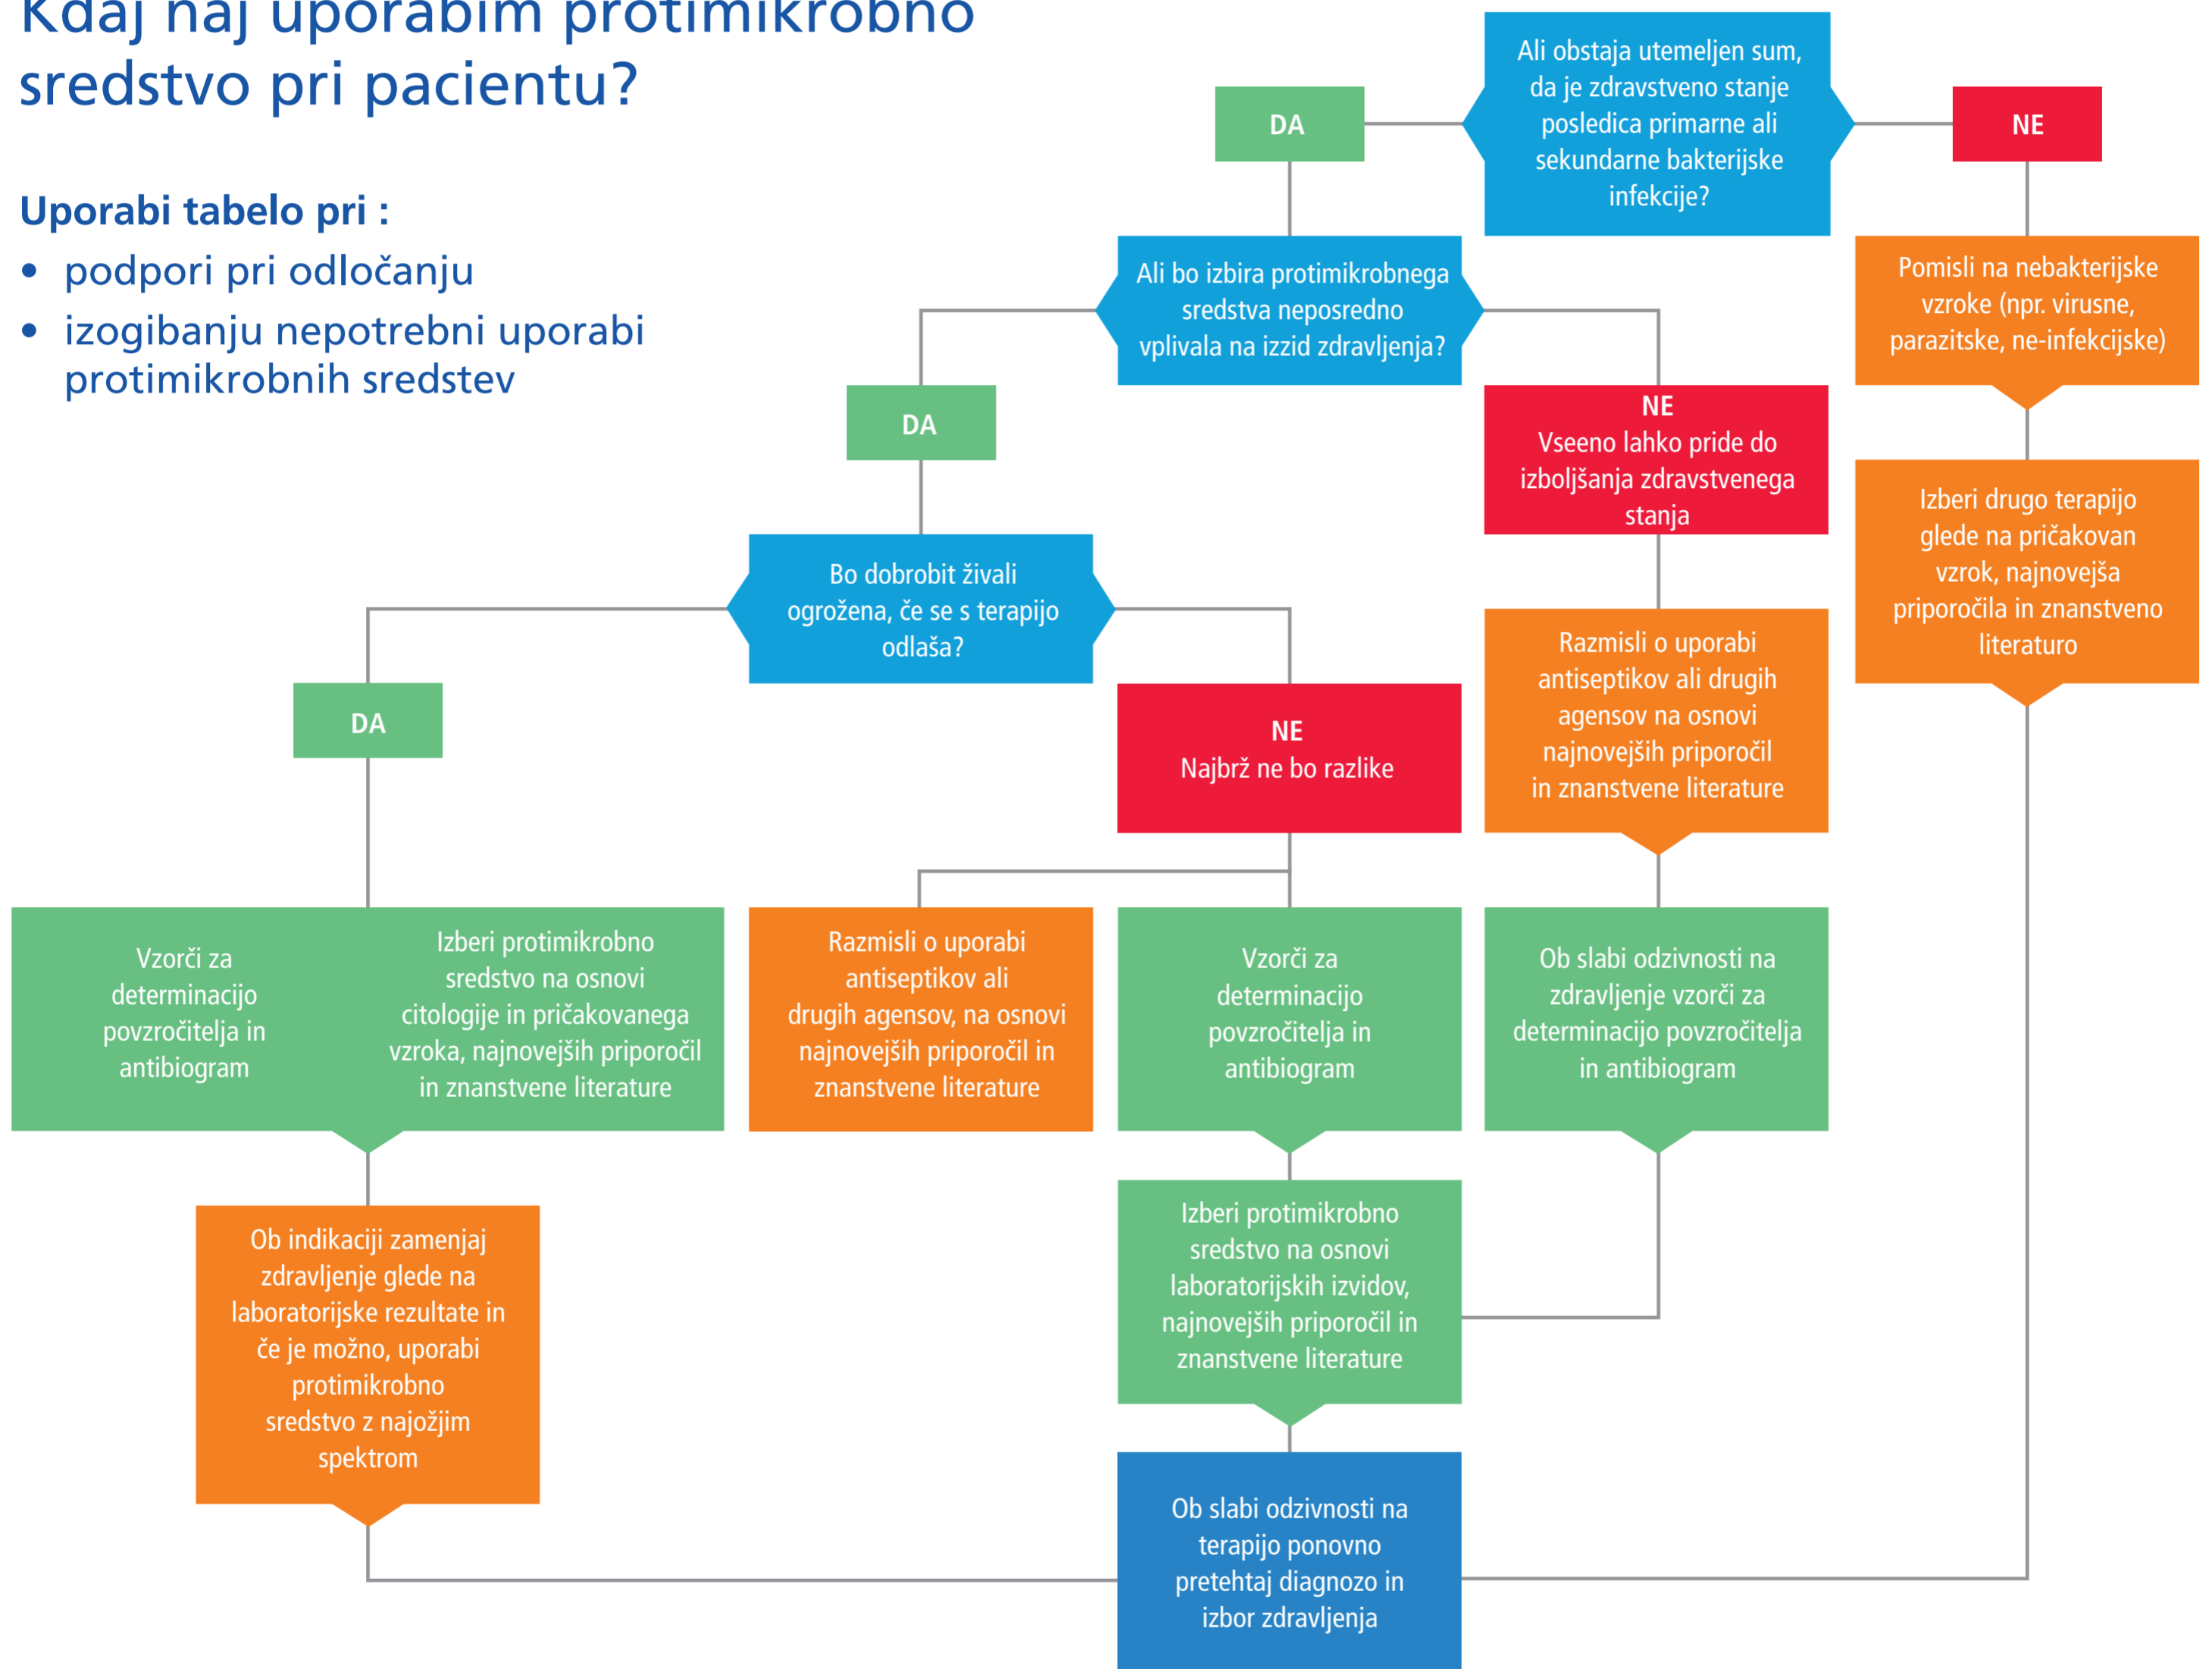 Kdaj naj uporabim protimikrobno
sredstvo pri pacientu?
Uporabi tabelo pri :
• podpori pri odločanju
• izogibanju nepotrebni uporabi
protimikrobnih sredstev
Ali obstaja utemeljen sum,
da je zdravstveno stanje
posledica primarne ali
sekundarne bakterijske
infekcije?
DA
NE
Ali bo izbira protimikrobnega
sredstva neposredno
vplivala na izzid zdravljenja?
Pomisli na nebakterijske
vzroke (npr. virusne,
parazitske, ne-infekcijske)
DA
NE
Vseeno lahko pride do
izboljšanja zdravstvenega
stanja
Izberi drugo terapijo
glede na pričakovan
vzrok, najnovejša
priporočila in znanstveno
literaturo
Bo dobrobit živali
ogrožena, če se s terapijo
odlaša?
Razmisli o uporabi
antiseptikov ali drugih
agensov na osnovi
najnovejših priporočil
in znanstvene literature
DA
NE
Najbrž ne bo razlike
Vzorči za
determinacijo
povzročitelja in
antibiogram
Izberi protimikrobno
sredstvo na osnovi
citologije in pričakovanega
vzroka, najnovejših priporočil
in znanstvene literature
Razmisli o uporabi
antiseptikov ali
drugih agensov, na osnovi
najnovejših priporočil in
znanstvene literature
Vzorči za
determinacijo
povzročitelja in
antibiogram
Ob slabi odzivnosti na
zdravljenje vzorči za
determinacijo povzročitelja
in antibiogram
Ob indikaciji zamenjaj
zdravljenje glede na
laboratorijske rezultate in
če je možno, uporabi
protimikrobno
sredstvo z najožjim
spektrom
Izberi protimikrobno
sredstvo na osnovi
laboratorijskih izvidov,
najnovejših priporočil in
znanstvene literature
Ob slabi odzivnosti na
terapijo ponovno
pretehtaj diagnozo in
izbor zdravljenja